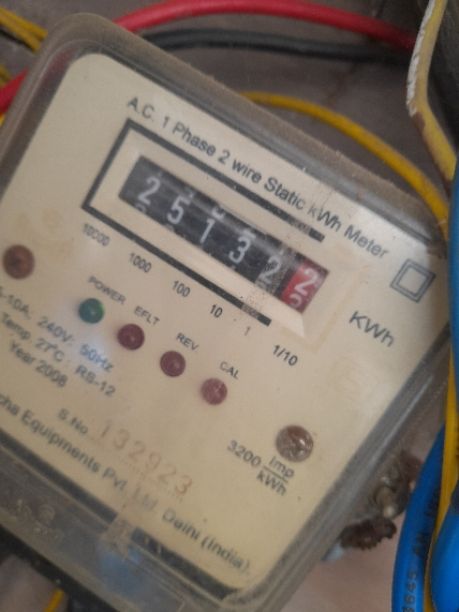 A.C. 1 Phase 2 wire Static kWh Meter
2 5 1 3 2 2
10000 1000 100 10 1 1/10
KWh
POWER EFLT REV CAL
-10A; 240V; 50Hz
Temp 27°C RS-12
Year 2008
3200 Imp
kWh
S.No. 132923
Equipments Pvt. Ltd. Delhi (India)